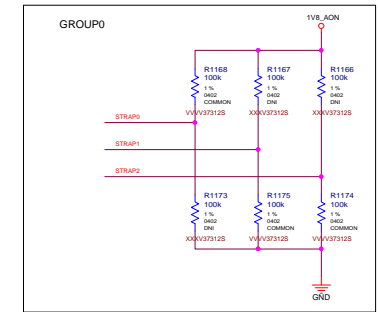 GROUP0
1V8_AON
R1168
100k
1 %
0402
COMMON
VVVV37312S
R1167
100k
1 %
0402
DNI
XXXV37312S
R1166
100k
1 %
0402
DNI
XXXV37312S
STRAP0
STRAP1
STRAP2
R1173
100k
1 %
0402
DNI
XXXV37312S
R1175
100k
1 %
0402
COMMON
VVVV37312S
R1174
100k
1 %
0402
COMMON
VVVV37312S
GND